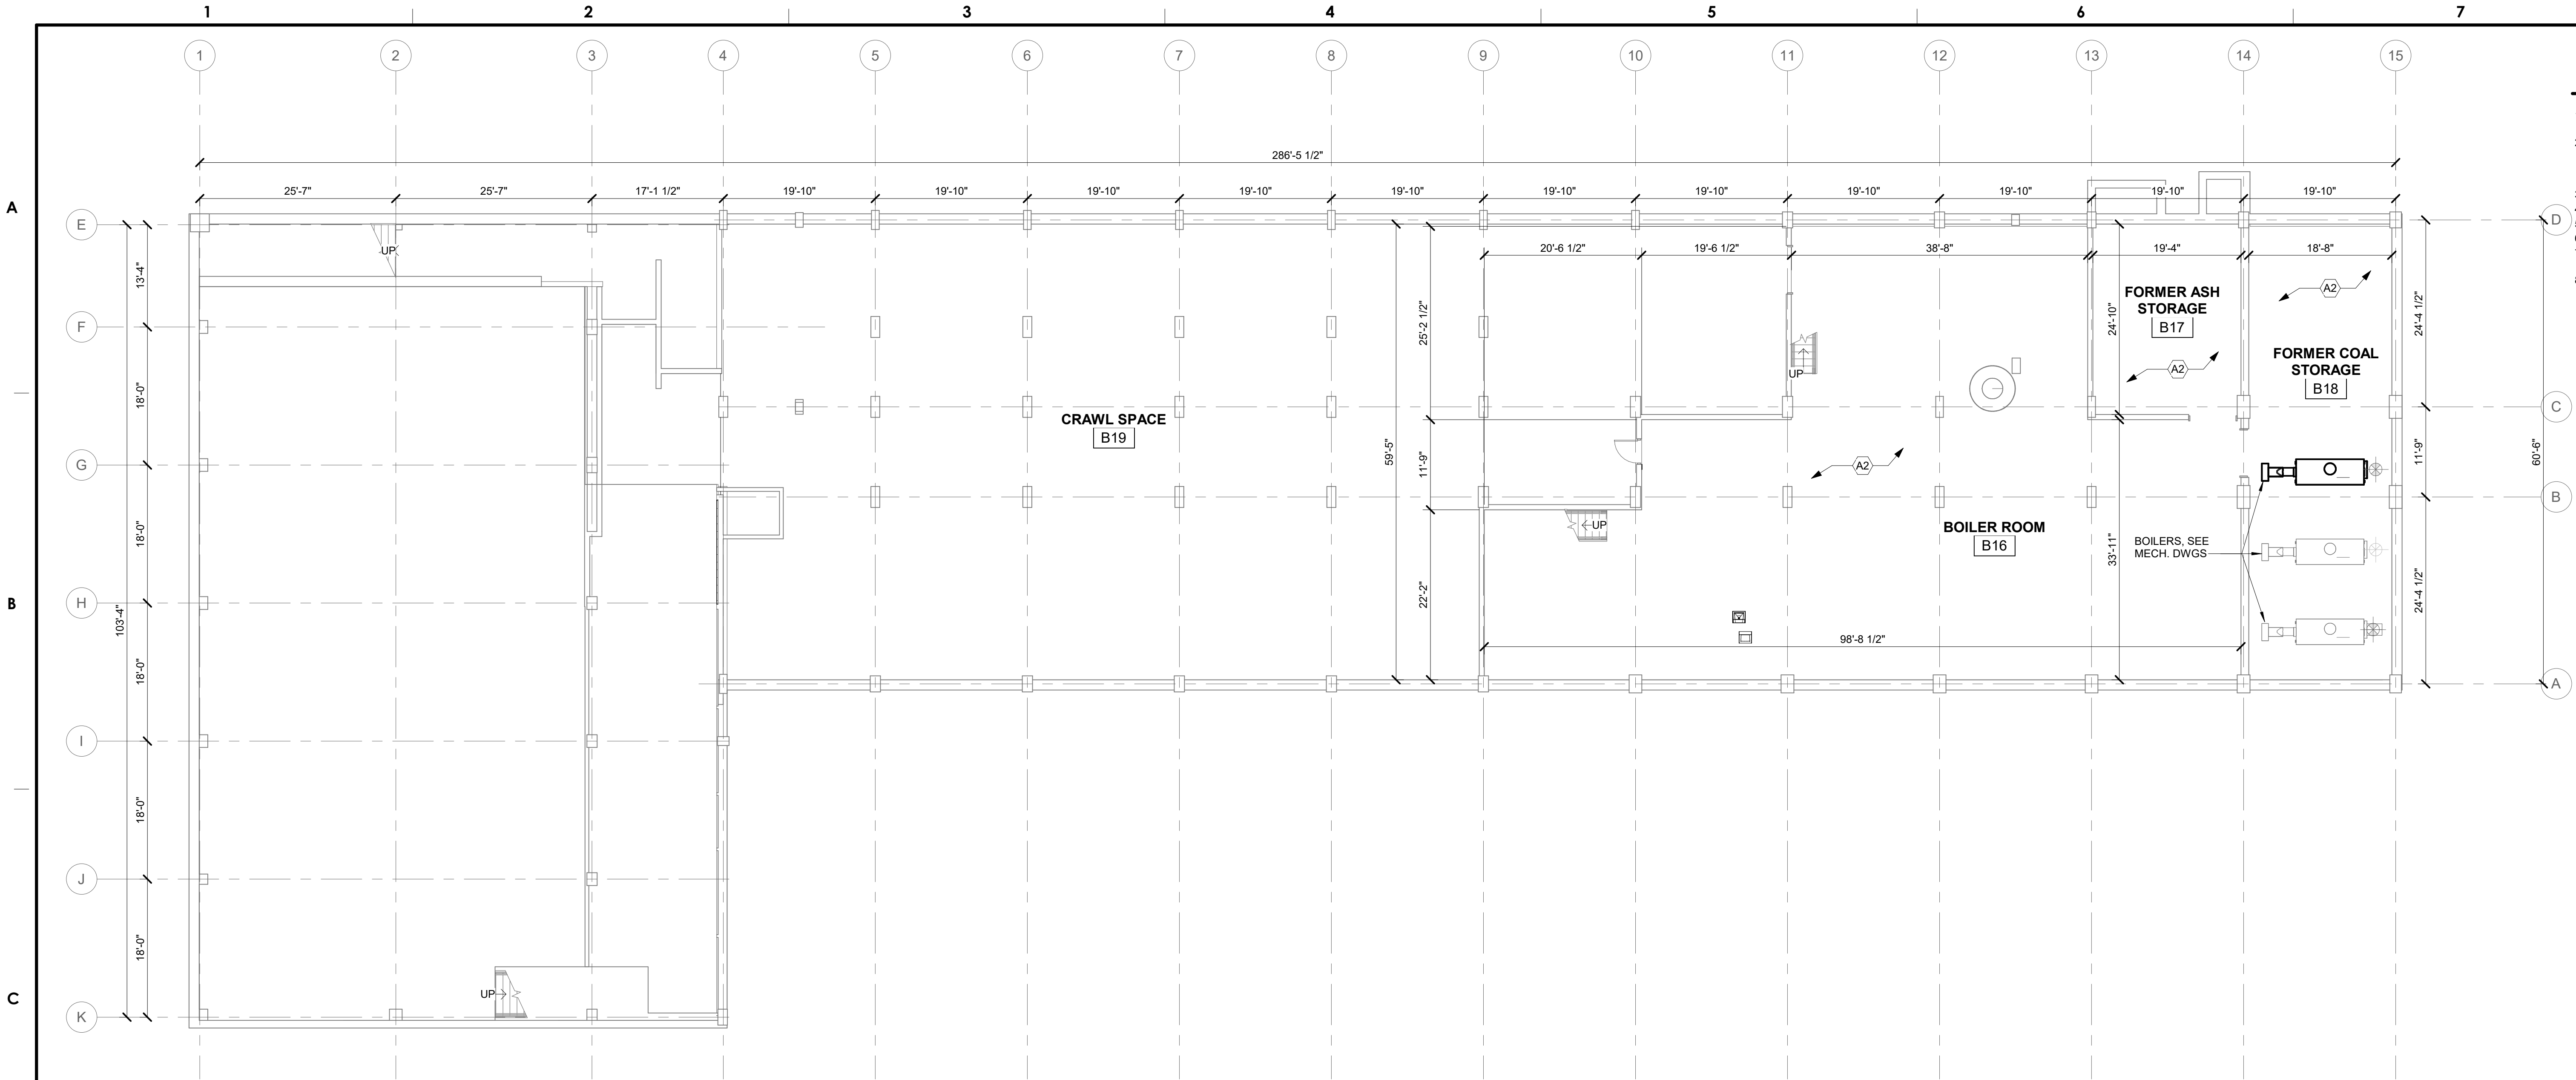 1 2 3 4 5 6 7
1 2 3 4 5 6 7 8 9 10 11 12 13 14 15
286'-5 1/2"
25'-7" 25'-7" 17'-1 1/2" 19'-10" 19'-10" 19'-10" 19'-10" 19'-10" 19'-10" 19'-10" 19'-10" 19'-10" 19'-10" 19'-10"
A
E
D
UP
20'-6 1/2" 19'-6 1/2" 38'-8" 19'-4" 18'-8"
13'-4"
A2
FORMER ASH
STORAGE
B17
24'-10"
25'-2 1/2"
24'-4 1/2"
F
FORMER COAL
STORAGE
B18
A2
UP
18'-0"
C
CRAWL SPACE
B19
59'-5"
11'-9"
11'-9"
60'-6"
G
A2
B
UP
BOILER ROOM
B16
18'-0"
33'-11"
BOILERS, SEE
MECH. DWGS
22'-2"
24'-4 1/2"
B
H
103'-4"
98'-8 1/2"
18'-0"
A
I
18'-0"
J
18'-0"
UP
C
K